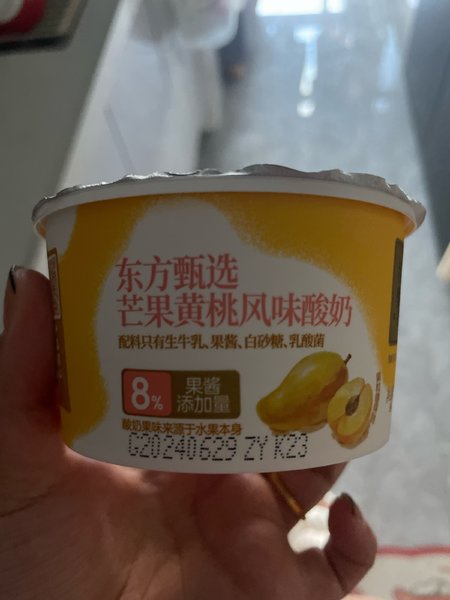 东方甄选
芒果黄桃风味酸奶
配料只有生牛乳、果酱、白砂糖、乳酸菌
8% 果酱
添加量
酸奶果味来源于水果本身
G20240629 ZY K23